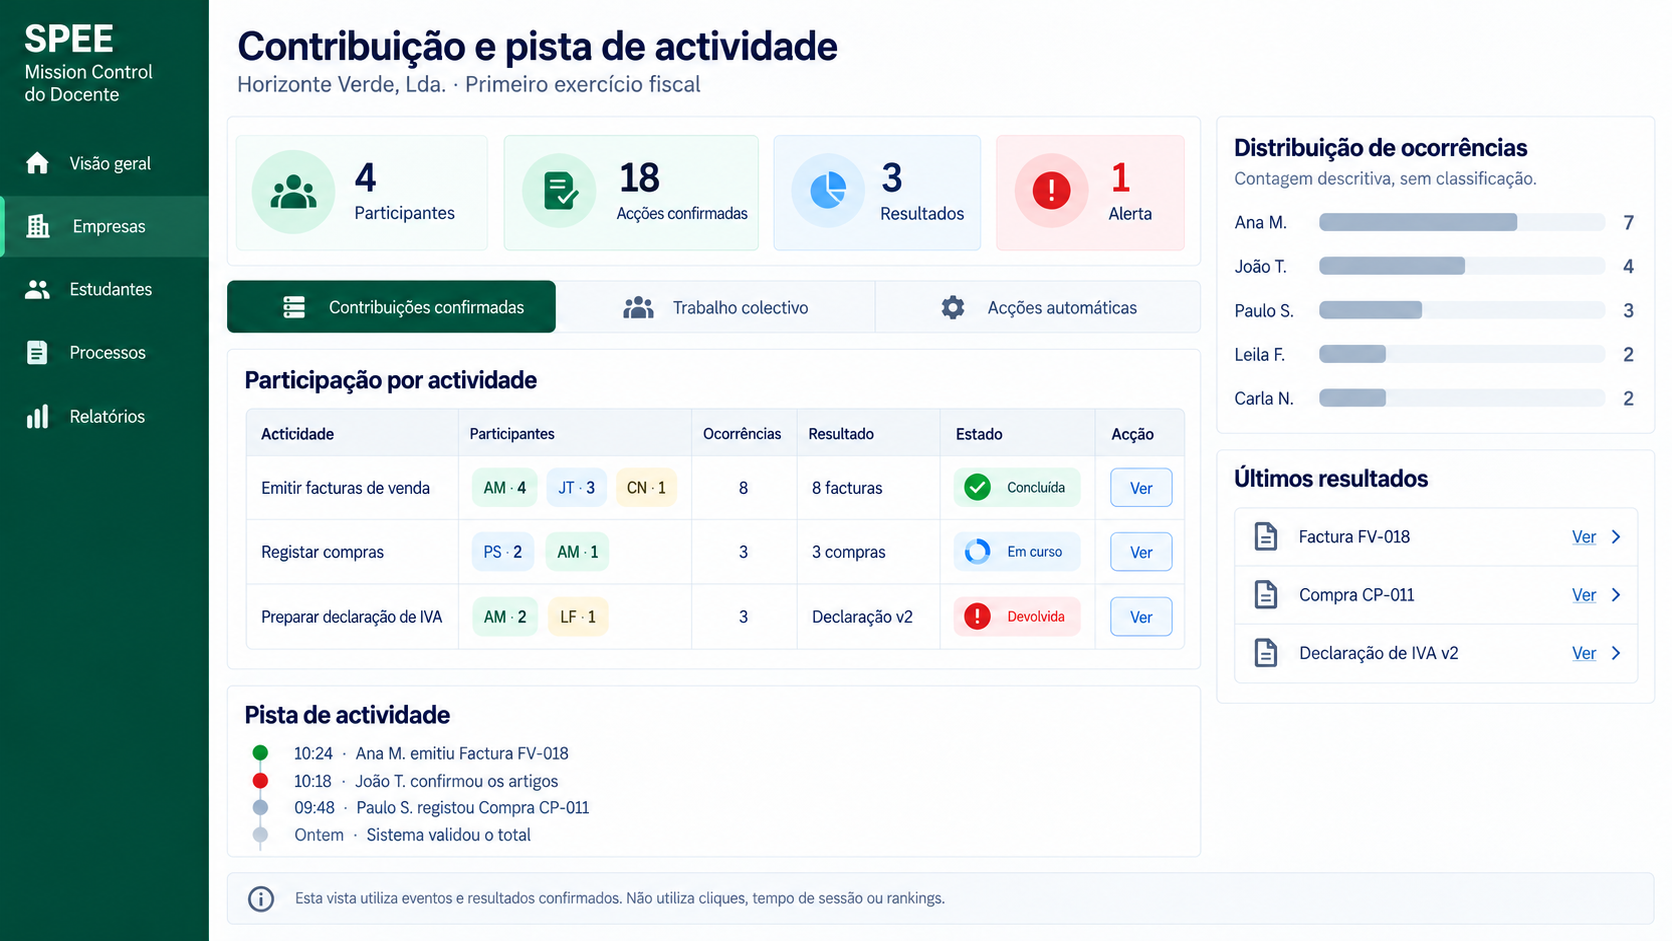 SPEE
Mission Control
do Docente
Visão geral
Empresas
Estudantes
Processos
Relatórios
Contribuição e pista de actividade
Horizonte Verde, Lda. · Primeiro exercício fiscal
4
Participantes
18
Acções confirmadas
3
Resultados
1
Alerta
Contribuições confirmadas
Trabalho colectivo
Acções automáticas
Participação por actividade
Acticidade Participantes Ocorrências Resultado Estado Acção
Emitir facturas de venda AM · 4 JT · 3 CN · 1 8 8 facturas Concluída Ver
Registar compras PS · 2 AM · 1 3 3 compras Em curso Ver
Preparar declaração de IVA AM · 2 LF · 1 3 Declaração v2 Devolvida Ver
Pista de actividade
10:24 · Ana M. emitiu Factura FV-018
10:18 · João T. confirmou os artigos
09:48 · Paulo S. registou Compra CP-011
Ontem · Sistema validou o total
Distribuição de ocorrências
Contagem descritiva, sem classificação.
Ana M. 7
João T. 4
Paulo S. 3
Leila F. 2
Carla N. 2
Últimos resultados
Factura FV-018 Ver
Compra CP-011 Ver
Declaração de IVA v2 Ver
Esta vista utiliza eventos e resultados confirmados. Não utiliza cliques, tempo de sessão ou rankings.